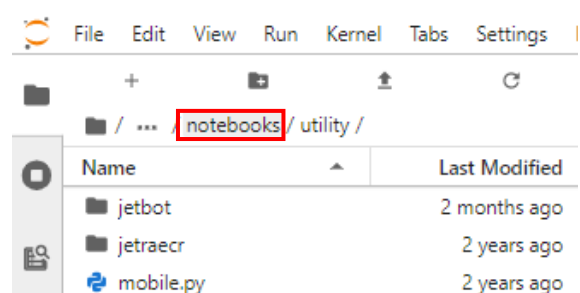 File Edit View Run Kernel Tabs Settings
/ ... / notebooks / utility /
Name Last Modified
jetbot 2 months ago
jetraecr 2 years ago
mobile.py 2 years ago